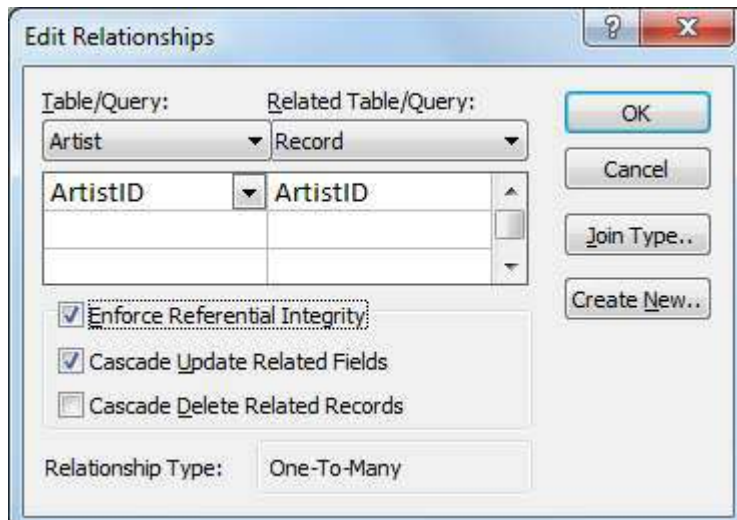 Edit Relationships
Table/Query: Related Table/Query:
Artist Record
ArtistID ArtistID
Enforce Referential Integrity
Cascade Update Related Fields
Cascade Delete Related Records
Relationship Type: One-To-Many
?
OK
Cancel
Join Type..
Create New..